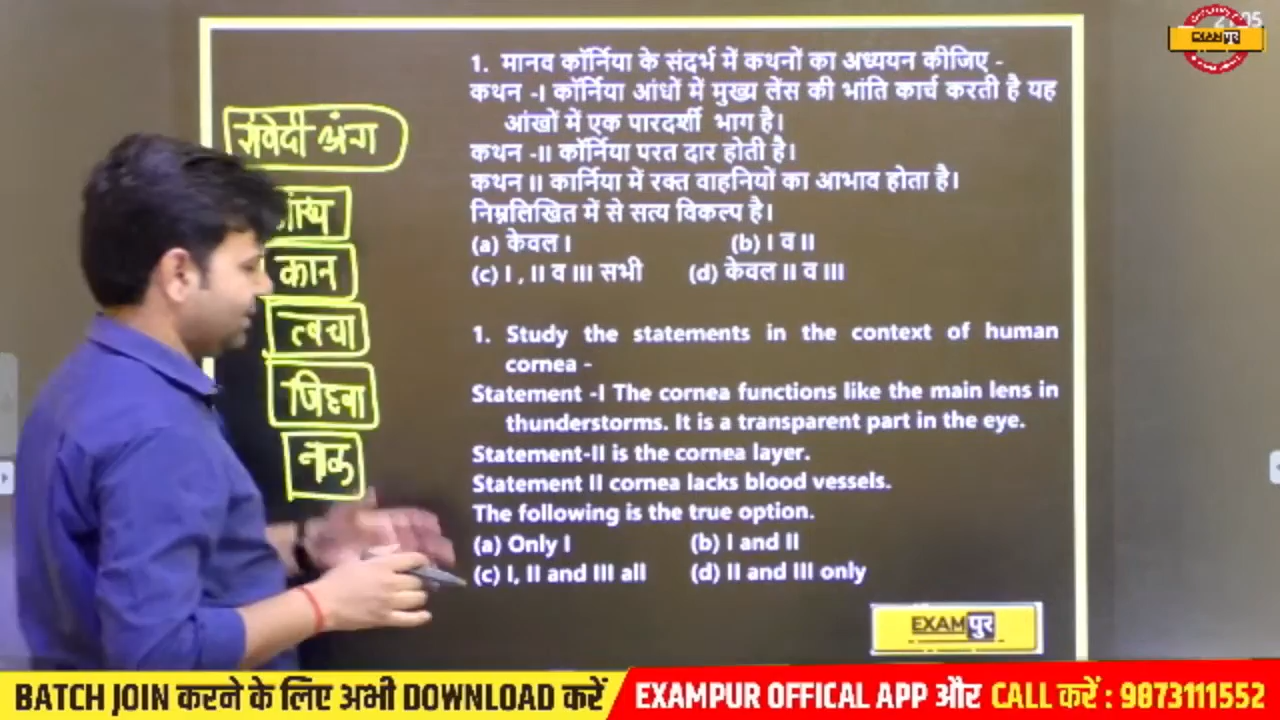 1. मानव कॉर्निया के संदर्भ में कथनों का अध्ययन कीजिए -
कथन -I कॉर्निया आंधों में मुख्य लेंस की भांति कार्च करती है यह
आंखों में एक पारदर्शी भाग है।
कथन -II कॉर्निया परत दार होती है।
कथन II कार्निया में रक्त वाहनियों का आभाव होता है।
निम्नलिखित में से सत्य विकल्प है।
(a) केवल I (b) I व II
(c) I , II व III सभी (d) केवल II व III
1. Study the statements in the context of human
cornea -
Statement -I The cornea functions like the main lens in
thunderstorms. It is a transparent part in the eye.
Statement-II is the cornea layer.
Statement II cornea lacks blood vessels.
The following is the true option.
(a) Only I (b) I and II
(c) I, II and III all (d) II and III only
संवेदी अंग
कान
त्वचा
जिह्वा
नाक
EXAMपुर
EXAMपुर
BATCH JOIN करने के लिए अभी DOWNLOAD करें
EXAMPUR OFFICAL APP और CALL करें : 9873111552